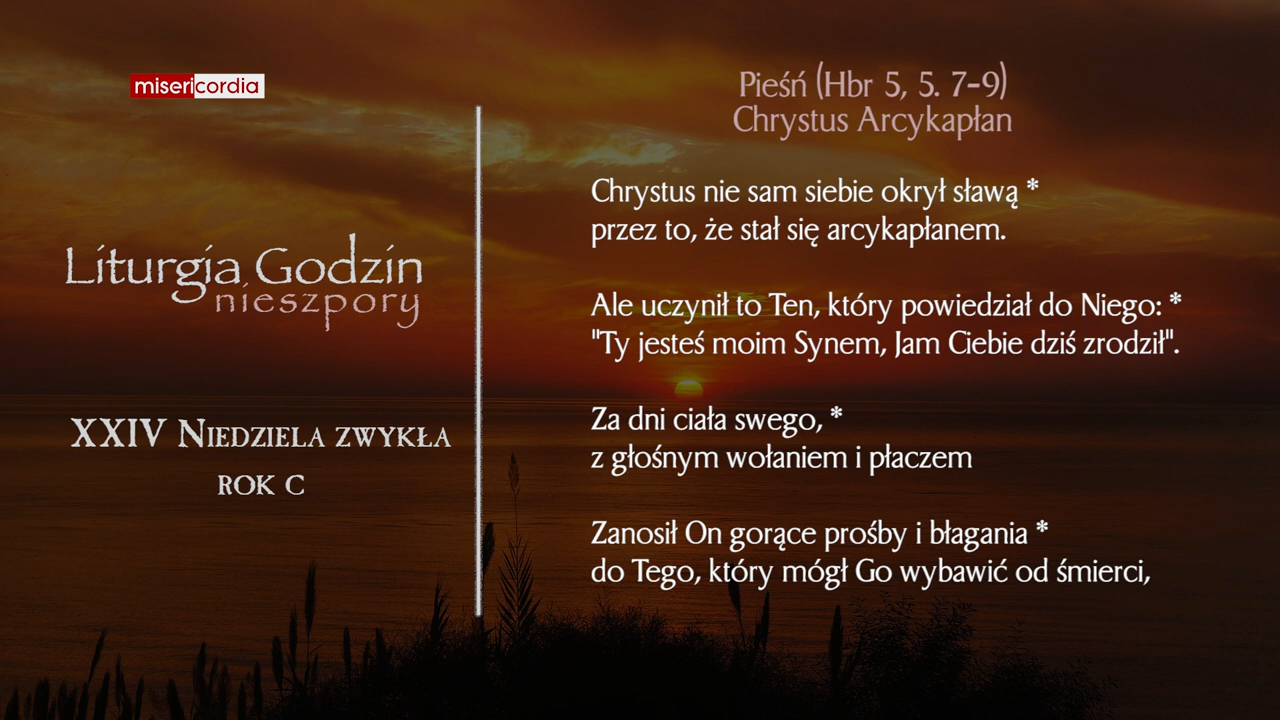 misericordia
Liturgia Godzin
nieszpory
XXIV Niedziela zwykła
rok C
Pieśń (Hbr 5, 5. 7-9)
Chrystus Arcykapłan
Chrystus nie sam siebie okrył sławą *
przez to, że stał się arcykapłanem.
Ale uczynił to Ten, który powiedział do Niego: *
"Ty jesteś moim Synem, Jam Ciebie dziś zrodził".
Za dni ciała swego, *
z głośnym wołaniem i płaczem
Zanosił On gorące prośby i błagania *
do Tego, który mógł Go wybawić od śmierci,